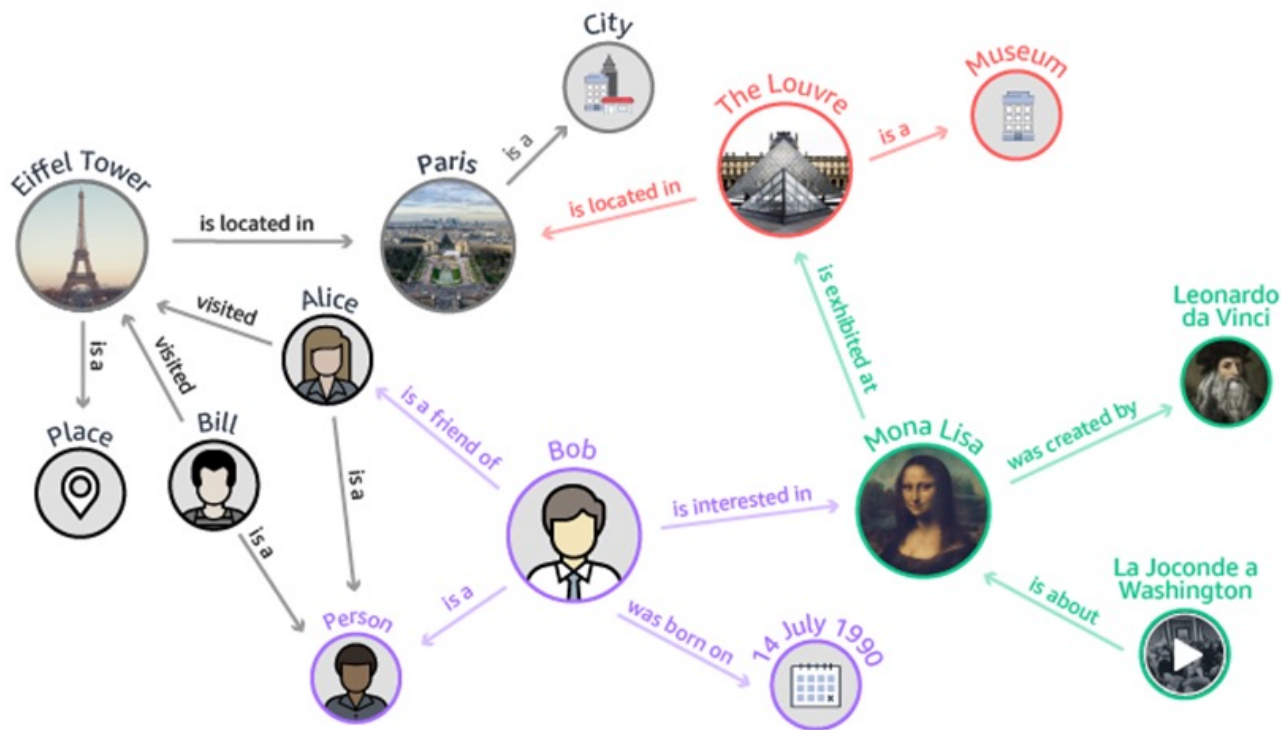 City
Museum
The Louvre
is a
is a
Eiffel Tower
Paris
is located in
is located in
Alice
visited
is exhibited at
Leonardo
da Vinci
is a
visited
Place
Bill
is a friend of
Bob
Mona Lisa
was created by
is a
is interested in
is a
is a
La Joconde a
Washington
is about
Person
was born on
14 July 1990